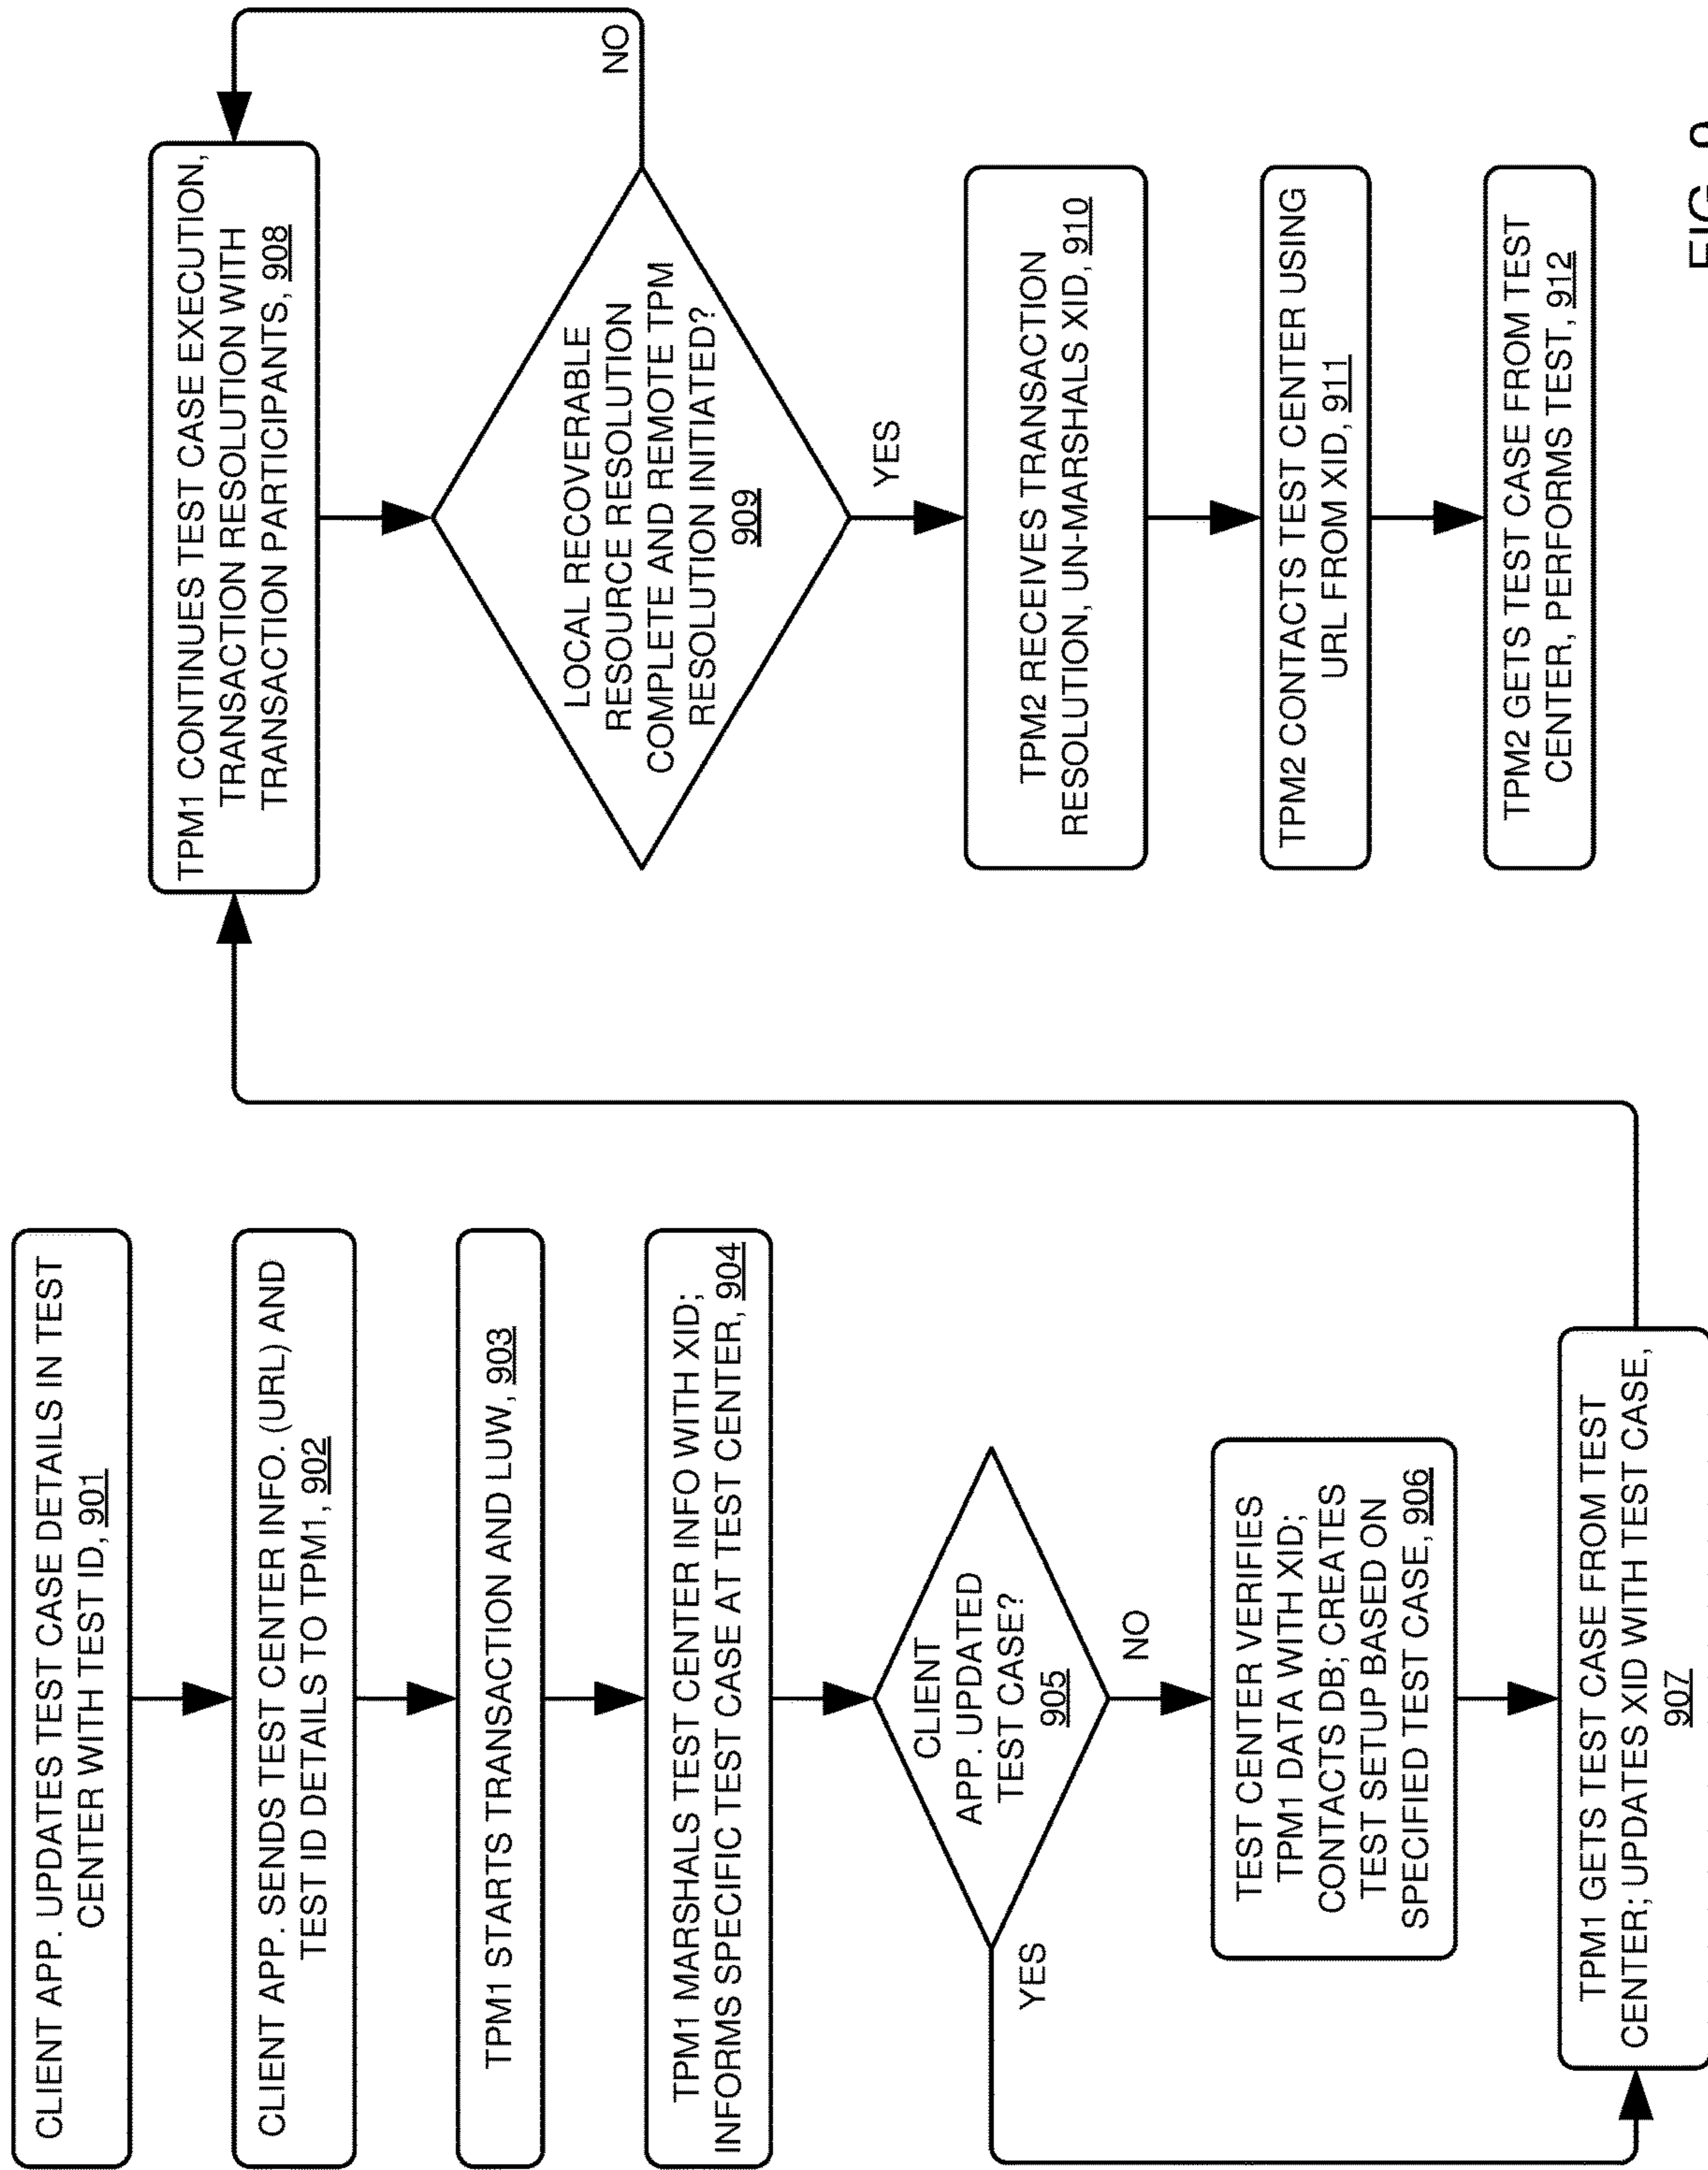 CLIENT APP. UPDATES TEST CASE DETAILS IN TEST
CENTER WITH TEST ID, 901
CLIENT APP. SENDS TEST CENTER INFO. (URL) AND
TEST ID DETAILS TO TPM1, 902
TPM1 STARTS TRANSACTION AND LUW, 903
TPM1 MARSHALS TEST CENTER INFO WITH XID;
INFORMS SPECIFIC TEST CASE AT TEST CENTER, 904
CLIENT
APP. UPDATED
TEST CASE?
905
YES
NO
TEST CENTER VERIFIES
TPM1 DATA WITH XID;
CONTACTS DB; CREATES
TEST SETUP BASED ON
SPECIFIED TEST CASE, 906
TPM1 GETS TEST CASE FROM TEST
CENTER; UPDATES XID WITH TEST CASE,
907
TPM1 CONTINUES TEST CASE EXECUTION,
TRANSACTION RESOLUTION WITH
TRANSACTION PARTICIPANTS, 908
LOCAL RECOVERABLE
RESOURCE RESOLUTION
COMPLETE AND REMOTE TPM
RESOLUTION INITIATED?
909
NO
YES
TPM2 RECEIVES TRANSACTION
RESOLUTION, UN-MARSHALS XID, 910
TPM2 CONTACTS TEST CENTER USING
URL FROM XID, 911
TPM2 GETS TEST CASE FROM TEST
CENTER, PERFORMS TEST, 912
FIG.